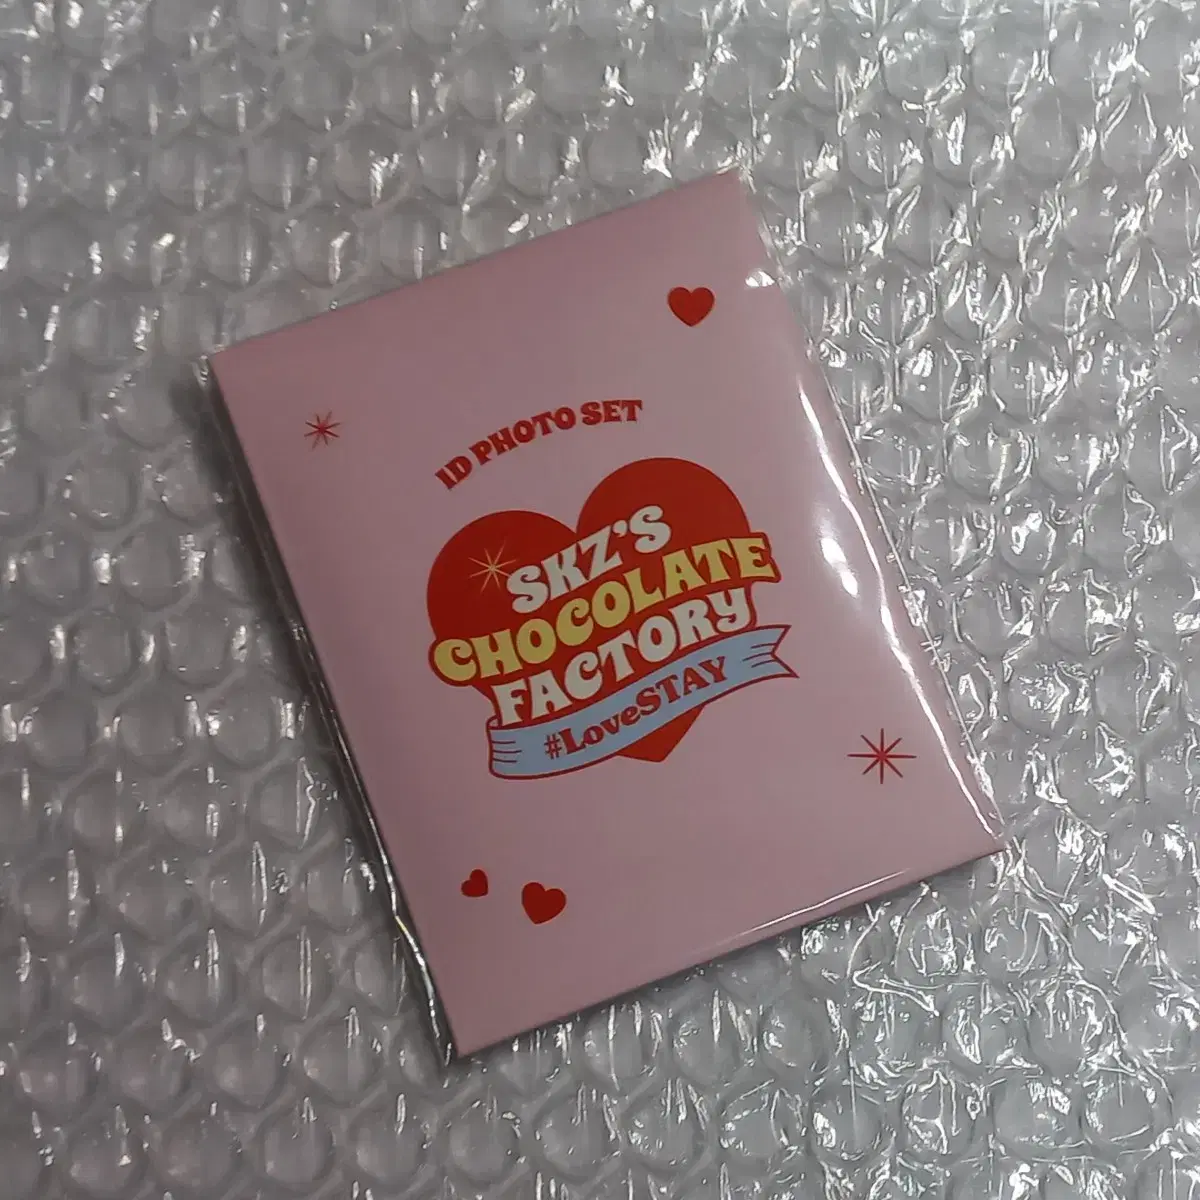 ID PHOTO SET
SKZ'S
CHOCOLATE
FACTORY
#LoveSTAY